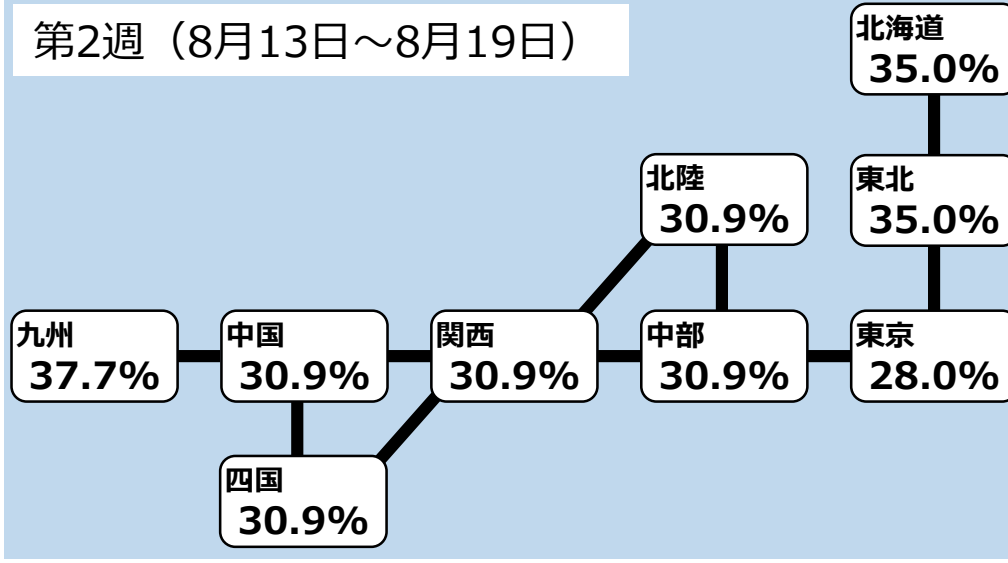 第2週（8月13日～8月19日）
北海道
35.0%
北陸
30.9%
東北
35.0%
九州
37.7%
中国
30.9%
関西
30.9%
中部
30.9%
東京
28.0%
四国
30.9%